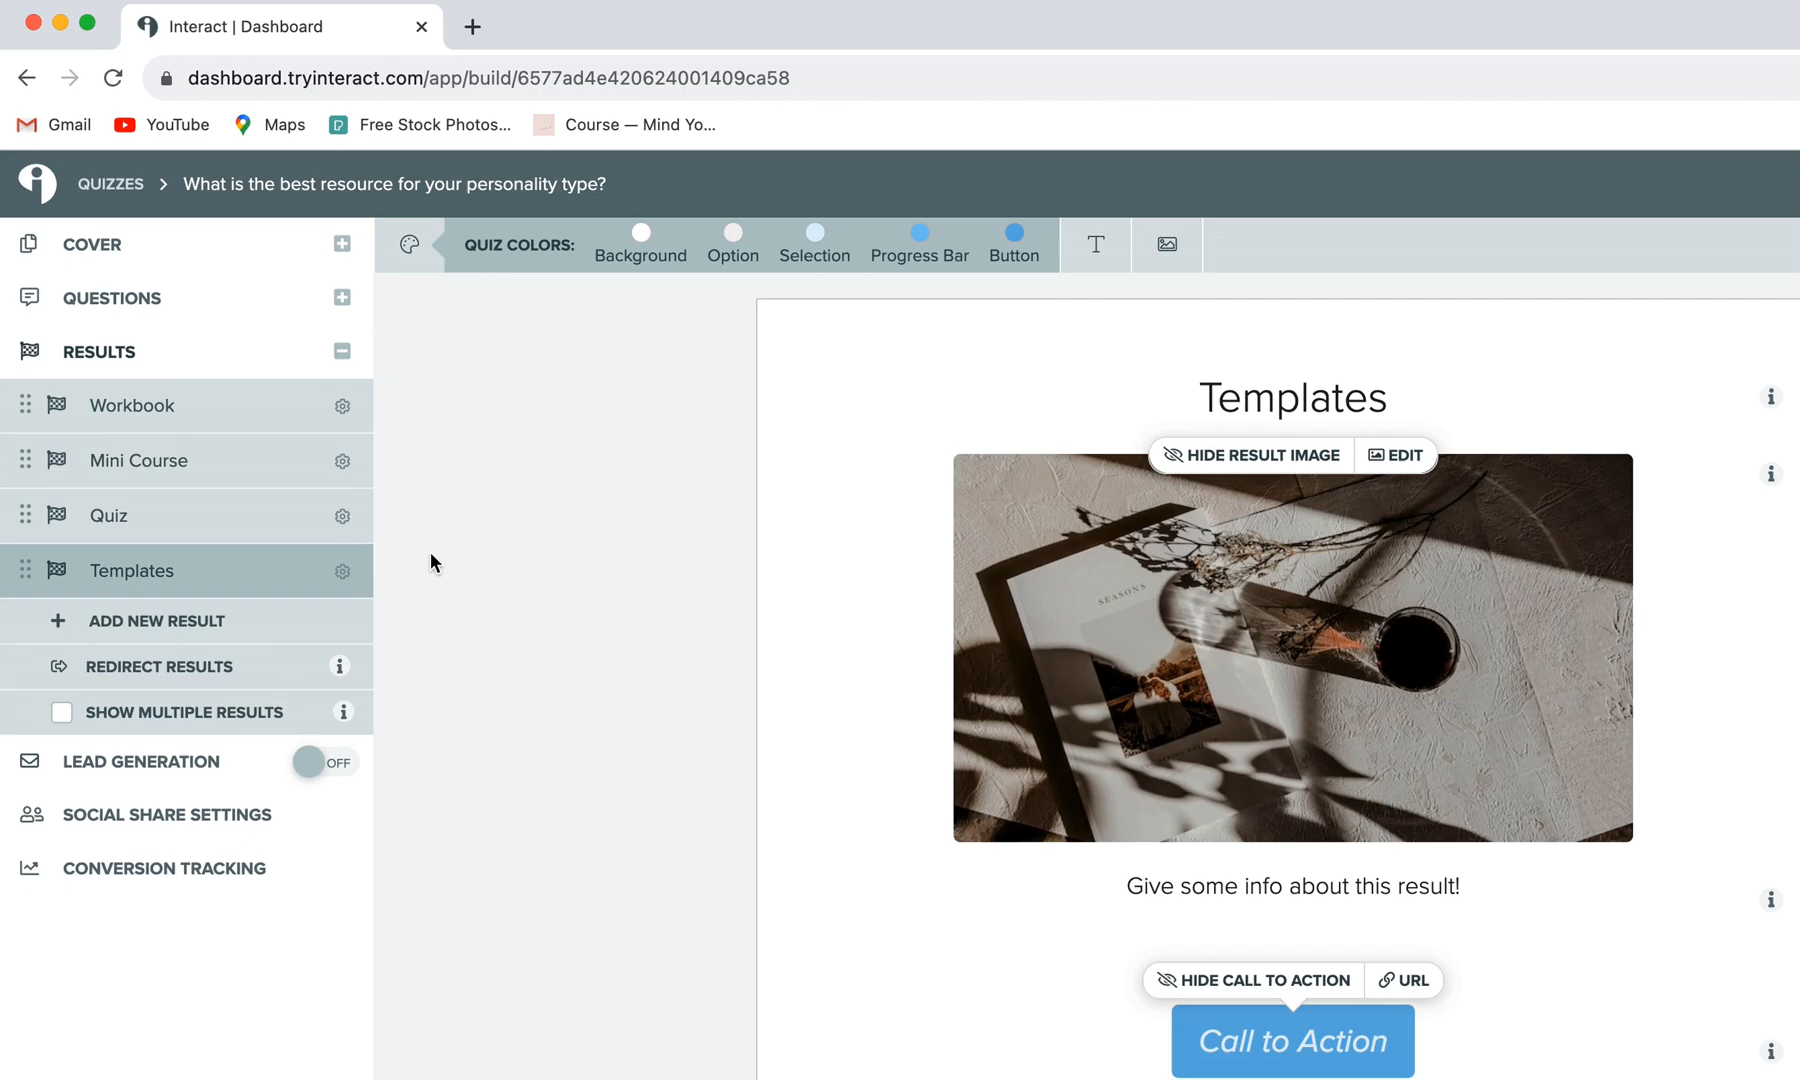 Interact | Dashboard
dashboard.tryinteract.com/app/build/6577ad4e420624001409ca58
Gmail YouTube Maps Free Stock Photos... Course — Mind Yo...
QUIZZES > What is the best resource for your personality type?
COVER
QUIZ COLORS: Background Option Selection Progress Bar Button
QUESTIONS
RESULTS
Workbook
Mini Course
Quiz
Templates
ADD NEW RESULT
REDIRECT RESULTS
SHOW MULTIPLE RESULTS
LEAD GENERATION OFF
SOCIAL SHARE SETTINGS
CONVERSION TRACKING
Templates
HIDE RESULT IMAGE EDIT
SEASONS
Give some info about this result!
HIDE CALL TO ACTION URL
Call to Action